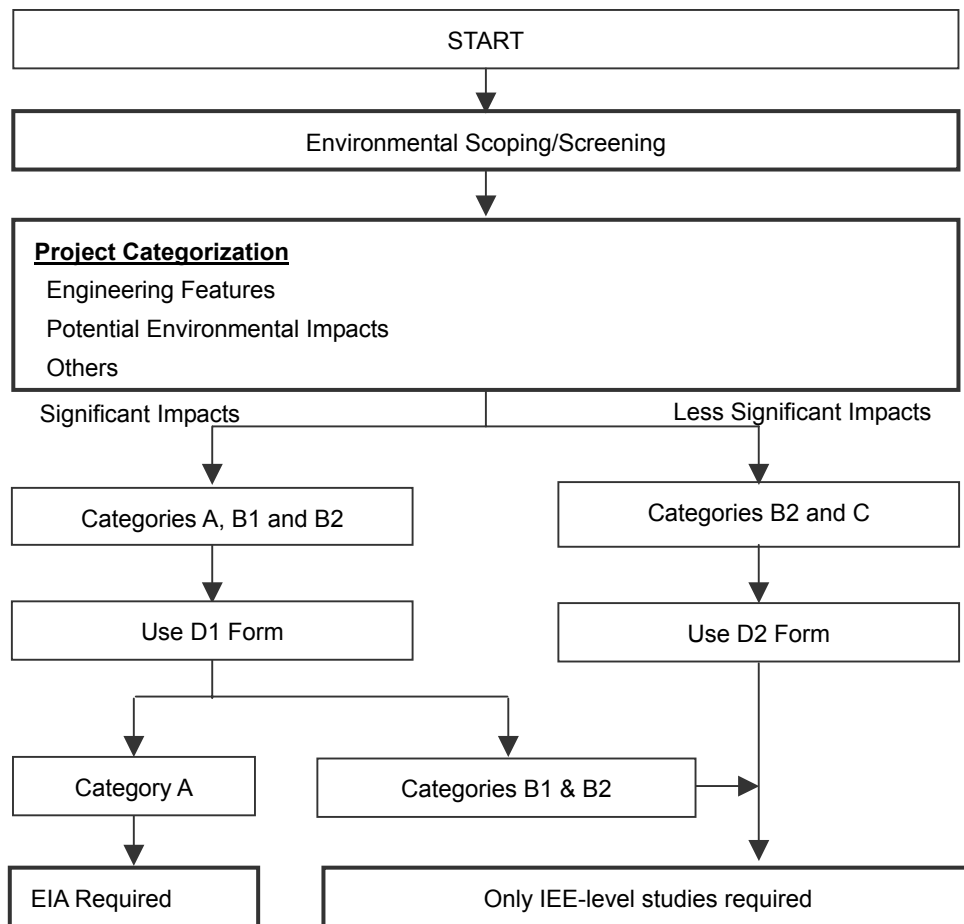 START
Environmental Scoping/Screening
Project Categorization
Engineering Features
Potential Environmental Impacts
Others
Significant Impacts
Less Significant Impacts
Categories A, B1 and B2
Categories B2 and C
Use D1 Form
Use D2 Form
Category A
Categories B1 & B2
EIA Required
Only IEE-level studies required